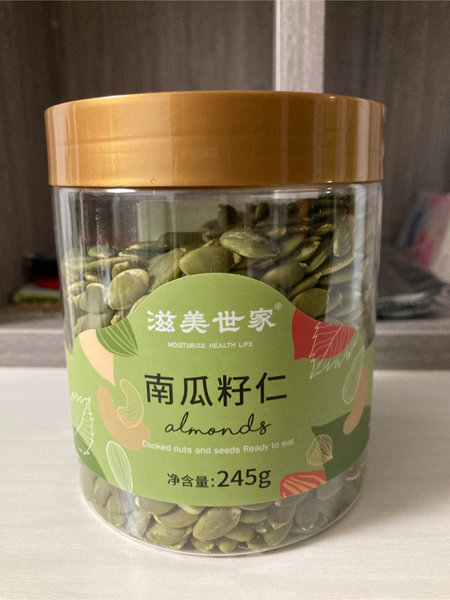 滋美世家®
MOISTURIZE HEALTH LIFE
南瓜籽仁
almonds
Cooked nuts and seeds Ready to eat
净含量:245g